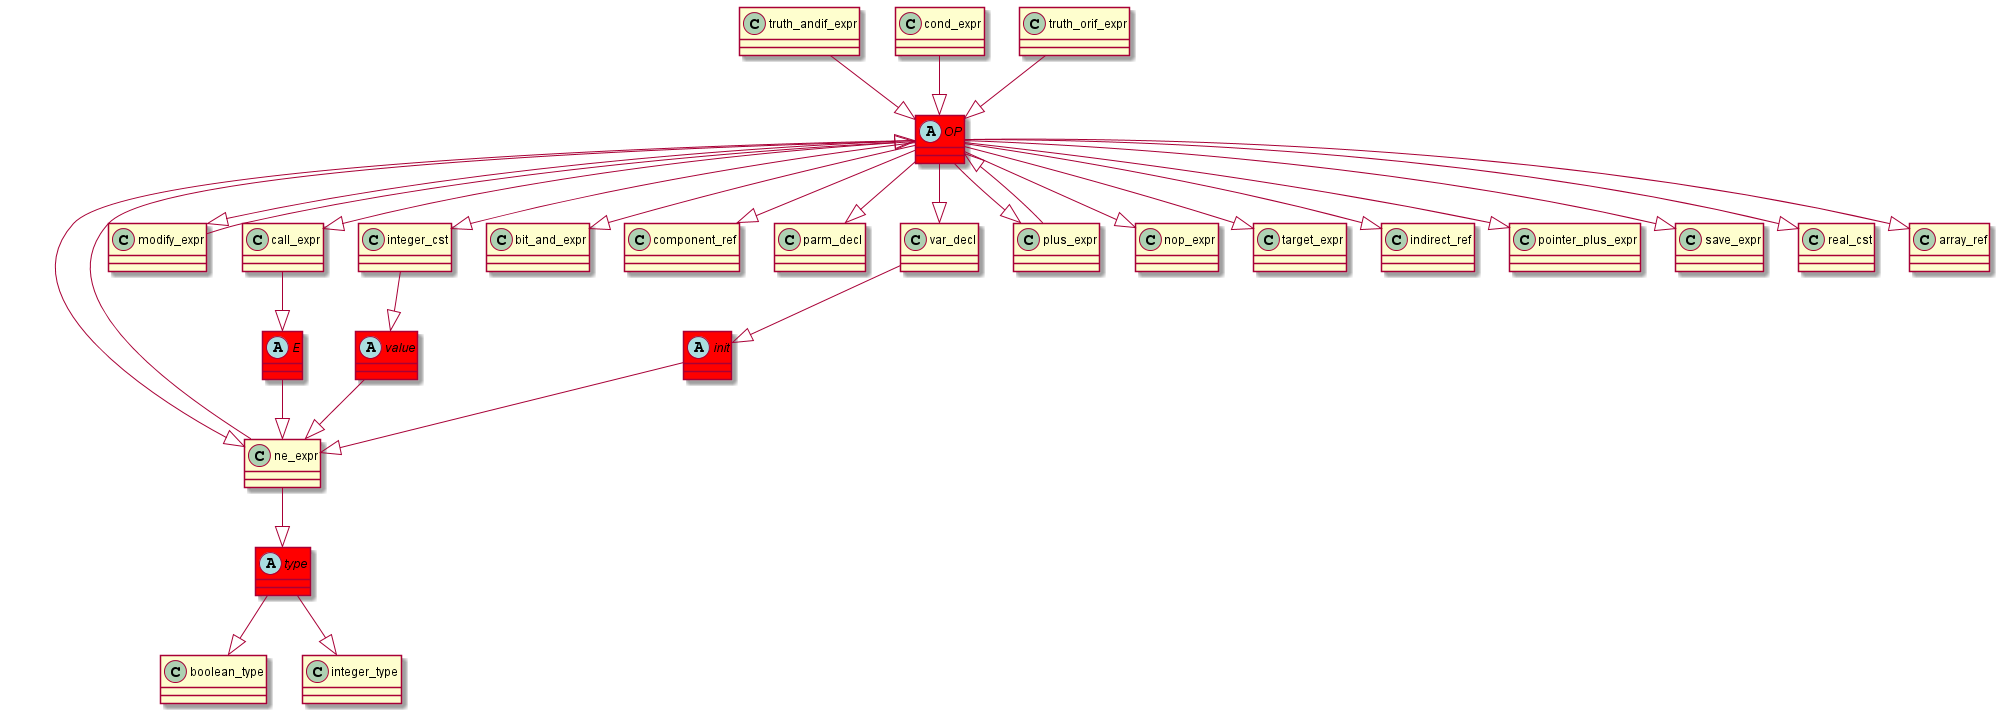 C truth_andif_expr
C cond_expr
C truth_orif_expr
A OP
C modify_expr
C call_expr
C integer_cst
C bit_and_expr
C component_ref
C parm_decl
C var_decl
C plus_expr
C nop_expr
C target_expr
C indirect_ref
C pointer_plus_expr
C save_expr
C real_cst
C array_ref
A E
A value
A init
C ne_expr
A type
C boolean_type
C integer_type